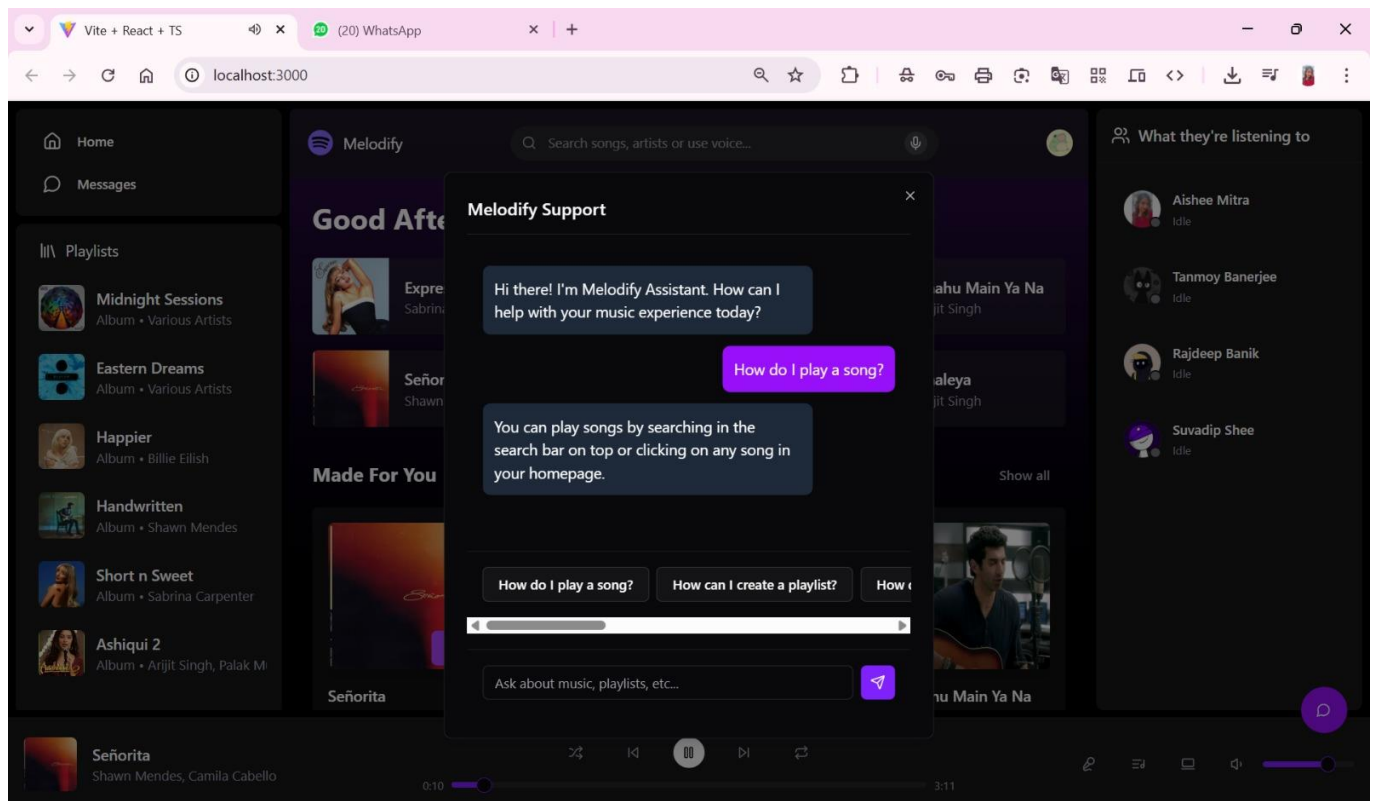 Vite + React + TS
20
(20) WhatsApp
localhost:3000
Home
Messages
Playlists
Midnight Sessions
Album • Various Artists
Eastern Dreams
Album • Various Artists
Happier
Album • Billie Eilish
Handwritten
Album • Shawn Mendes
Short n Sweet
Album • Sabrina Carpenter
Ashiqui 2
Album • Arijit Singh, Palak M
Melodify
Search songs, artists or use voice...
Good Afte
Expre
Sabrina
ahu Main Ya Na
jit Singh
Señor
Shawn
aleya
jit Singh
Made For You
Show all
Señorita
hu Main Ya Na
Melodify Support
Hi there! I'm Melodify Assistant. How can I
help with your music experience today?
How do I play a song?
You can play songs by searching in the
search bar on top or clicking on any song in
your homepage.
How do I play a song?
How can I create a playlist?
How
Ask about music, playlists, etc...
What they're listening to
Aishee Mitra
Idle
Tanmoy Banerjee
Idle
Rajdeep Banik
Idle
Suvadip Shee
Idle
Señorita
Shawn Mendes, Camila Cabello
0:10
3:11